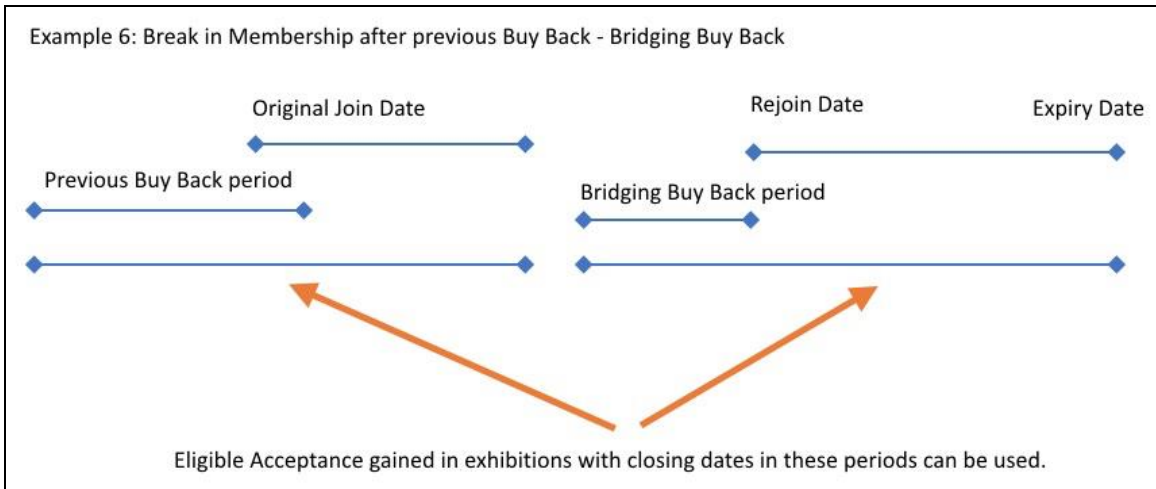 Example 6: Break in Membership after previous Buy Back - Bridging Buy Back
Original Join Date
Rejoin Date
Expiry Date
Previous Buy Back period
Bridging Buy Back period
Eligible Acceptance gained in exhibitions with closing dates in these periods can be used.